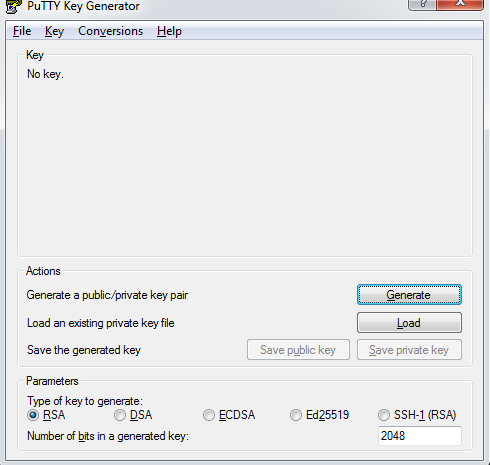 PuTTY Key Generator
File Key Conversions Help
Key
No key.
Actions
Generate a public/private key pair Generate
Load an existing private key file Load
Save the generated key Save public key Save private key
Parameters
Type of key to generate:
RSA DSA ECDSA Ed25519 SSH-1 (RSA)
Number of bits in a generated key: 2048